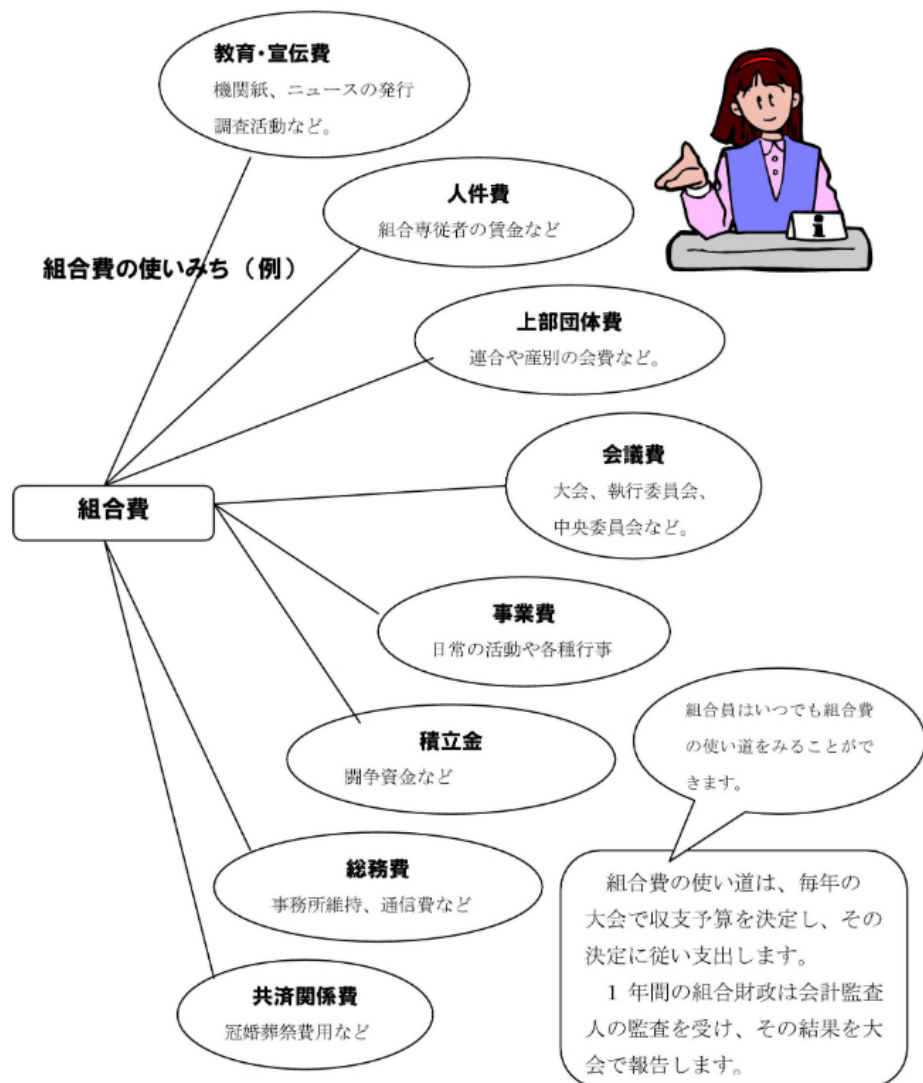 教育・宣伝費
機関紙、ニュースの発行
調査活動など。
人件費
組合専従者の賃金など
組合費の使いみち（例）
上部団体費
連合や産別の会費など。
会議費
大会、執行委員会、
中央委員会など。
組合費
事業費
日常の活動や各種行事
積立金
闘争資金など
総務費
事務所維持、通信費など
共済関係費
冠婚葬祭費用など
組合員はいつでも組合費
の使い道をみることがで
きます。
組合費の使い道は、毎年の
大会で収支予算を決定し、その
決定に従い支出します。
1 年間の組合財政は会計監査
人の監査を受け、その結果を大
会で報告します。
i